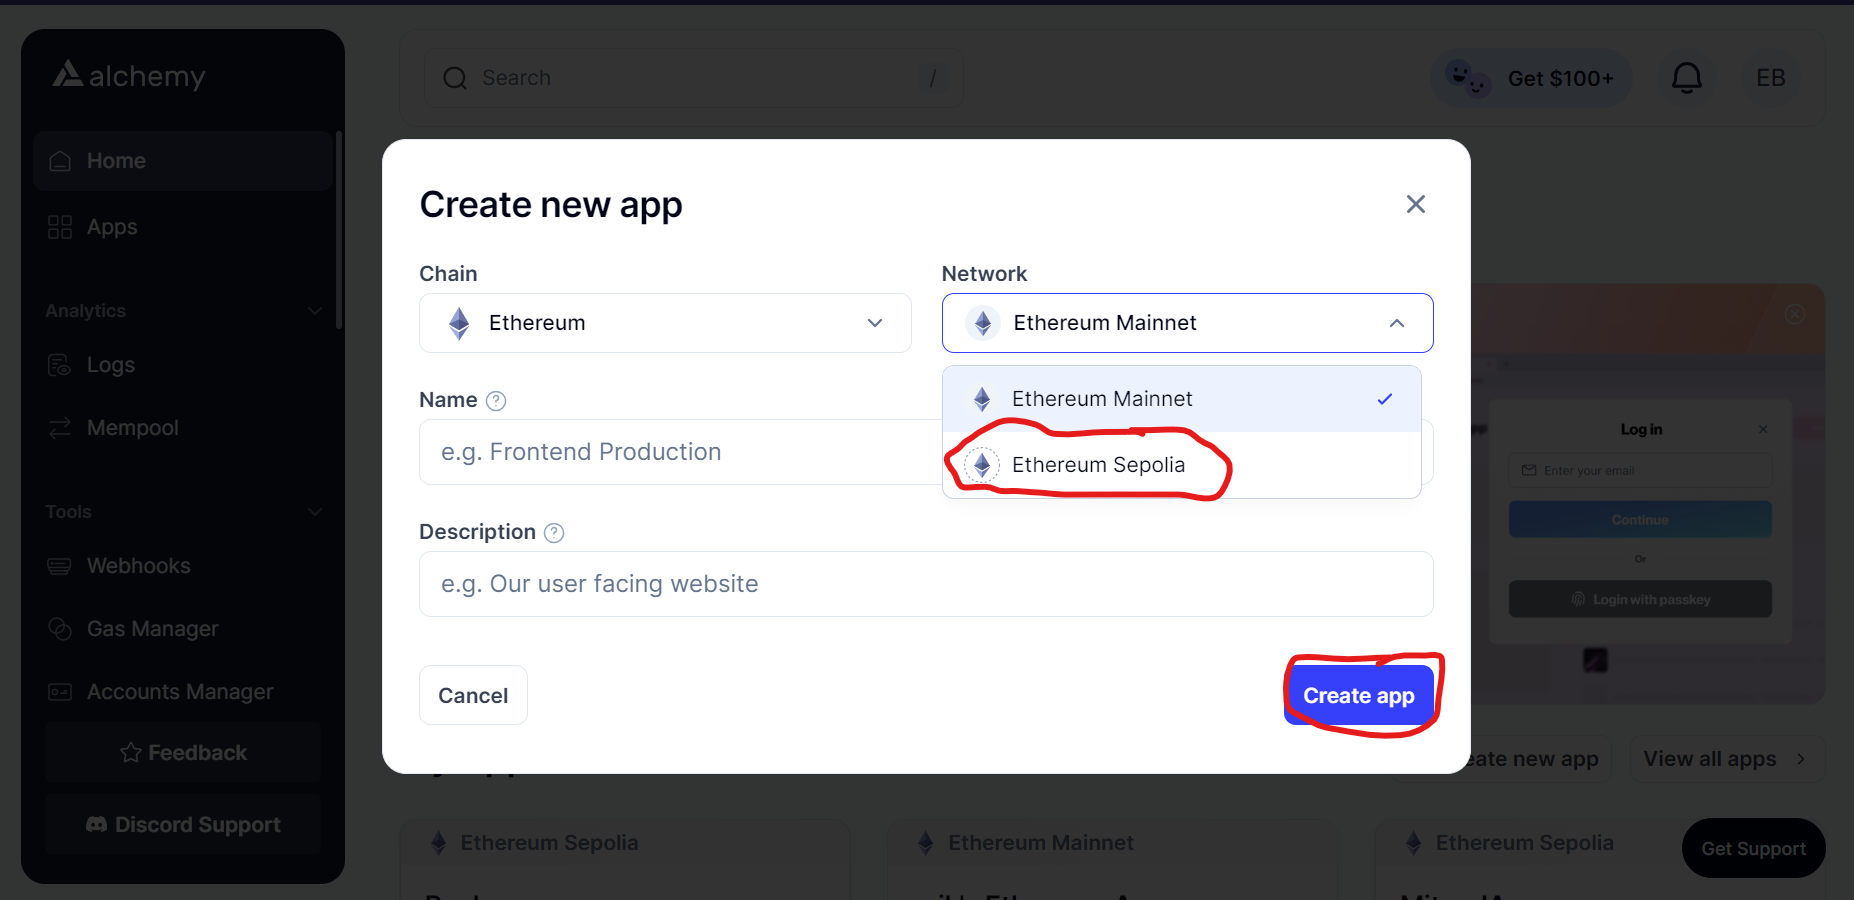 alchemy
Search /
Get $100+
EB
Home
Apps
Analytics
Logs
Mempool
Tools
Webhooks
Gas Manager
Accounts Manager
Feedback
Discord Support
Create new app
Chain
Network
Ethereum
Ethereum Mainnet
Ethereum Mainnet
Ethereum Sepolia
Name
e.g. Frontend Production
Description
e.g. Our user facing website
Cancel
Create app
Log in
Enter your email
Continue
Or
Login with passkey
eate new app
View all apps
Ethereum Sepolia
Ethereum Mainnet
Ethereum Sepolia
Get Support